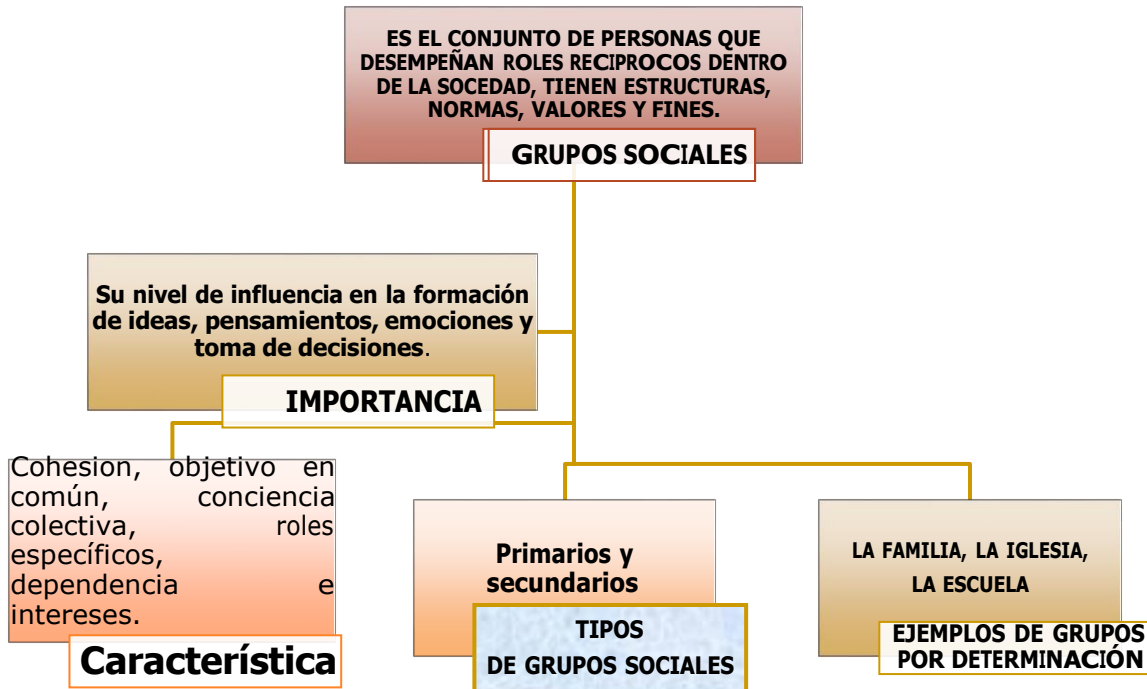 ES EL CONJUNTO DE PERSONAS QUE
DESEMPEÑAN ROLES RECIPROCOS DENTRO
DE LA SOCEDAD, TIENEN ESTRUCTURAS,
NORMAS, VALORES Y FINES.
GRUPOS SOCIALES
Su nivel de influencia en la formación
de ideas, pensamientos, emociones y
toma de decisiones.
IMPORTANCIA
Cohesion, objetivo en
común, conciencia
colectiva, roles
específicos,
dependencia e
intereses.
Característica
Primarios y
secundarios
TIPOS
DE GRUPOS SOCIALES
LA FAMILIA, LA IGLESIA,
LA ESCUELA
EJEMPLOS DE GRUPOS
POR DETERMINACIÓN